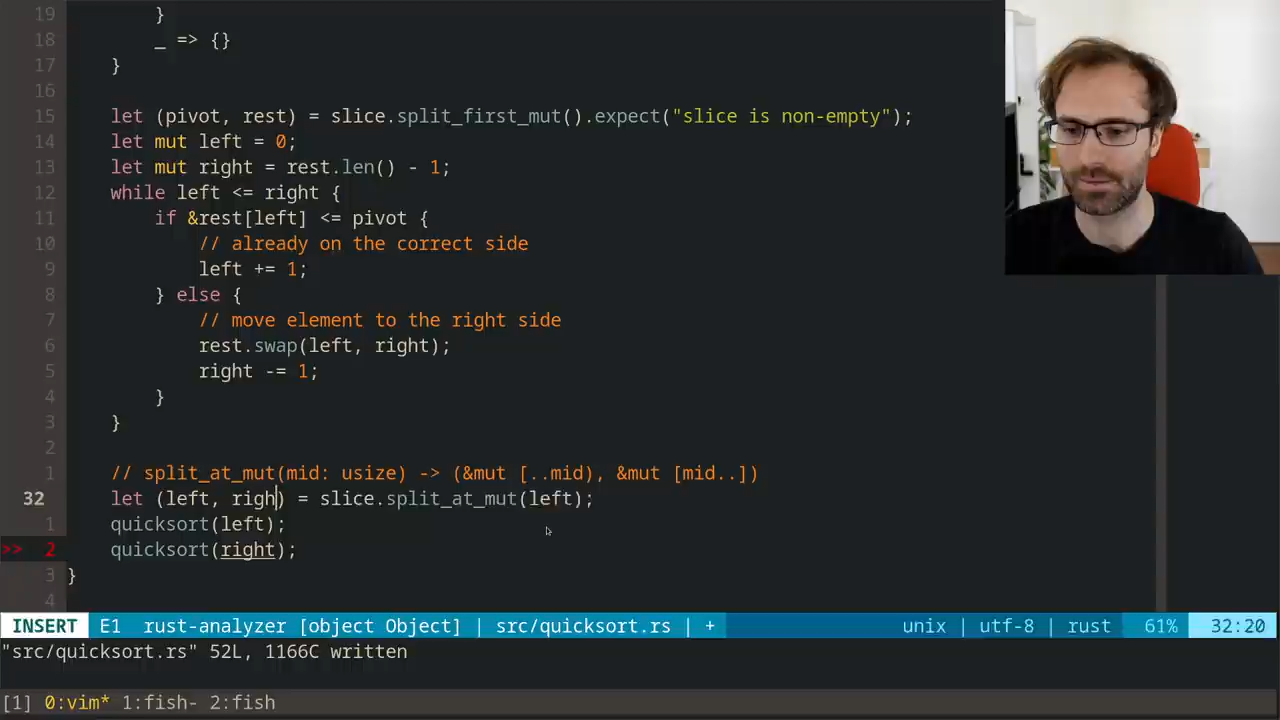 19         }
18         _ => {}
17     }
16
15     let (pivot, rest) = slice.split_first_mut().expect("slice is non-empty");
14     let mut left = 0;
13     let mut right = rest.len() - 1;
12     while left <= right {
11         if &rest[left] <= pivot {
10             // already on the correct side
9             left += 1;
8         } else {
7             // move element to the right side
6             rest.swap(left, right);
5             right -= 1;
4         }
3     }
2
1     // split_at_mut(mid: usize) -> (&mut [..mid), &mut [mid..])
32     let (left, righ) = slice.split_at_mut(left);
1     quicksort(left);
>> 2     quicksort(right);
3 }
4
INSERT E1 rust-analyzer [object Object] | src/quicksort.rs | + unix | utf-8 | rust 61% 32:20
"src/quicksort.rs" 52L, 1166C written
[1] 0:vim* 1:fish- 2:fish